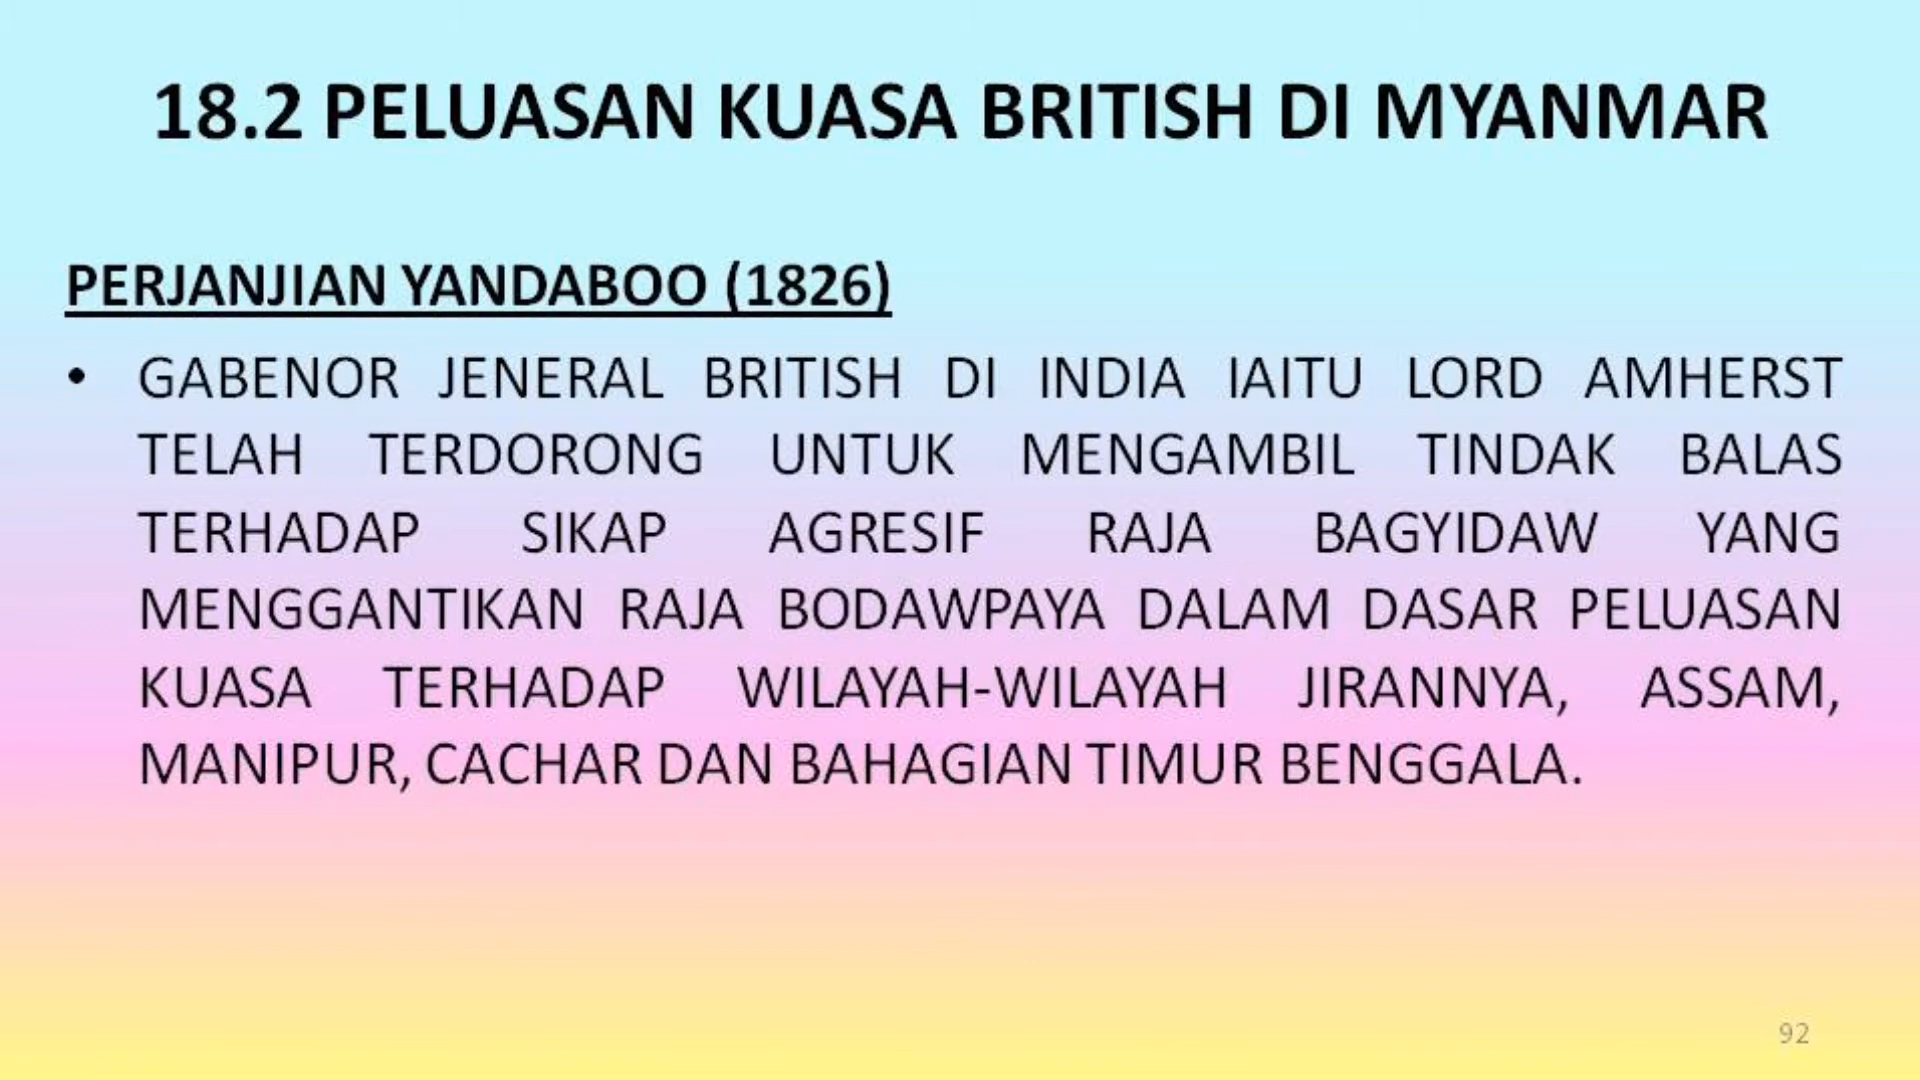 18.2 PELUASAN KUASA BRITISH DI MYANMAR
PERJANJIAN YANDABOO (1826)
• GABENOR JENERAL BRITISH DI INDIA IAITU LORD AMHERST
TELAH TERDORONG UNTUK MENGAMBIL TINDAK BALAS
TERHADAP SIKAP AGRESIF RAJA BAGYIDAW YANG
MENGGANTIKAN RAJA BODAWPAYA DALAM DASAR PELUASAN
KUASA TERHADAP WILAYAH-WILAYAH JIRANNYA, ASSAM,
MANIPUR, CACHAR DAN BAHAGIAN TIMUR BENGGALA.
92